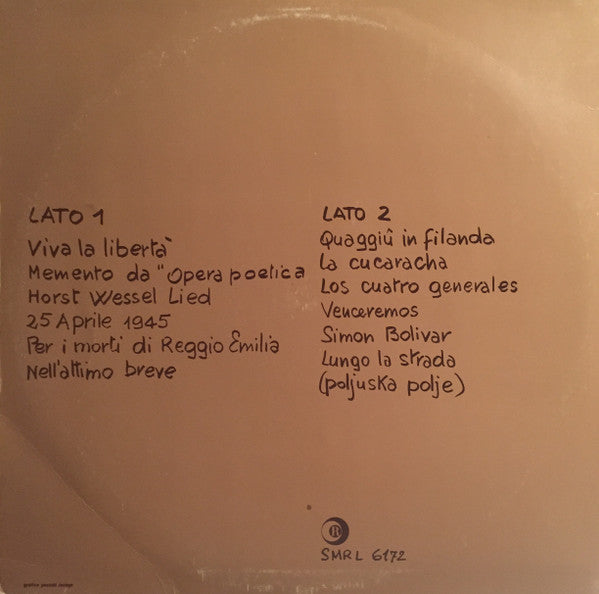 LATO 1
Viva la libertà
Memento da "Opera poetica
Horst Wessel Lied
25 Aprile 1945
Per i morti di Reggio Emilia
Nell'attimo breve
LATO 2
Quaggiù in filanda
La cucaracha
Los cuatro generales
Venceremos
Simon Bolivar
Lungo la strada
(poljuska polje)
R
SMRL 6172